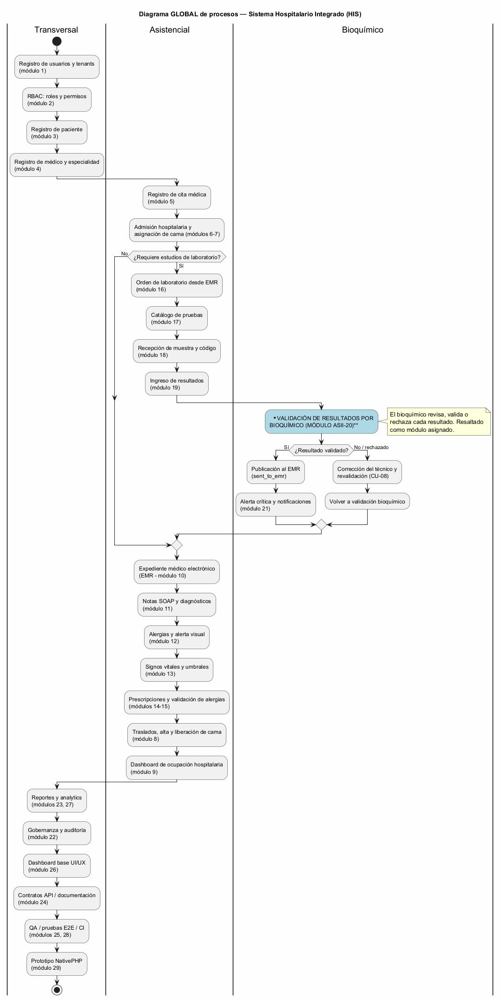 Diagrama GLOBAL de procesos — Sistema Hospitalario Integrado (HIS)
Transversal
Asistencial
Bioquímico
Registro de usuarios y tenants
(módulo 1)
RBAC: roles y permisos
(módulo 2)
Registro de paciente
(módulo 3)
Registro de médico y especialidad
(módulo 4)
Registro de cita médica
(módulo 5)
Admisión hospitalaria y
asignación de cama (módulos 6-7)
No
¿Requiere estudios de laboratorio?
Sí
Orden de laboratorio desde EMR
(módulo 16)
Catálogo de pruebas
(módulo 17)
Recepción de muestra y código
(módulo 18)
Ingreso de resultados
(módulo 19)
▪ VALIDACIÓN DE RESULTADOS POR
BIOQUÍMICO (MÓDULO ASII-20)**
El bioquímico revisa, valida o
rechaza cada resultado. Resaltado
como módulo asignado.
Sí
¿Resultado validado?
No / rechazado
Publicación al EMR
(sent_to_emr)
Corrección del técnico y
revalidación (CU-08)
Alerta crítica y notificaciones
(módulo 21)
Volver a validación bioquímico
Expediente médico electrónico
(EMR - módulo 10)
Notas SOAP y diagnósticos
(módulo 11)
Alergias y alerta visual
(módulo 12)
Signos vitales y umbrales
(módulo 13)
Prescripciones y validación de alergias
(módulos 14-15)
Traslados, alta y liberación de cama
(módulo 8)
Dashboard de ocupación hospitalaria
(módulo 9)
Reportes y analytics
(módulos 23, 27)
Gobernanza y auditoría
(módulo 22)
Dashboard base UI/UX
(módulo 26)
Contratos API / documentación
(módulo 24)
QA / pruebas E2E / CI
(módulos 25, 28)
Prototipo NativePHP
(módulo 29)